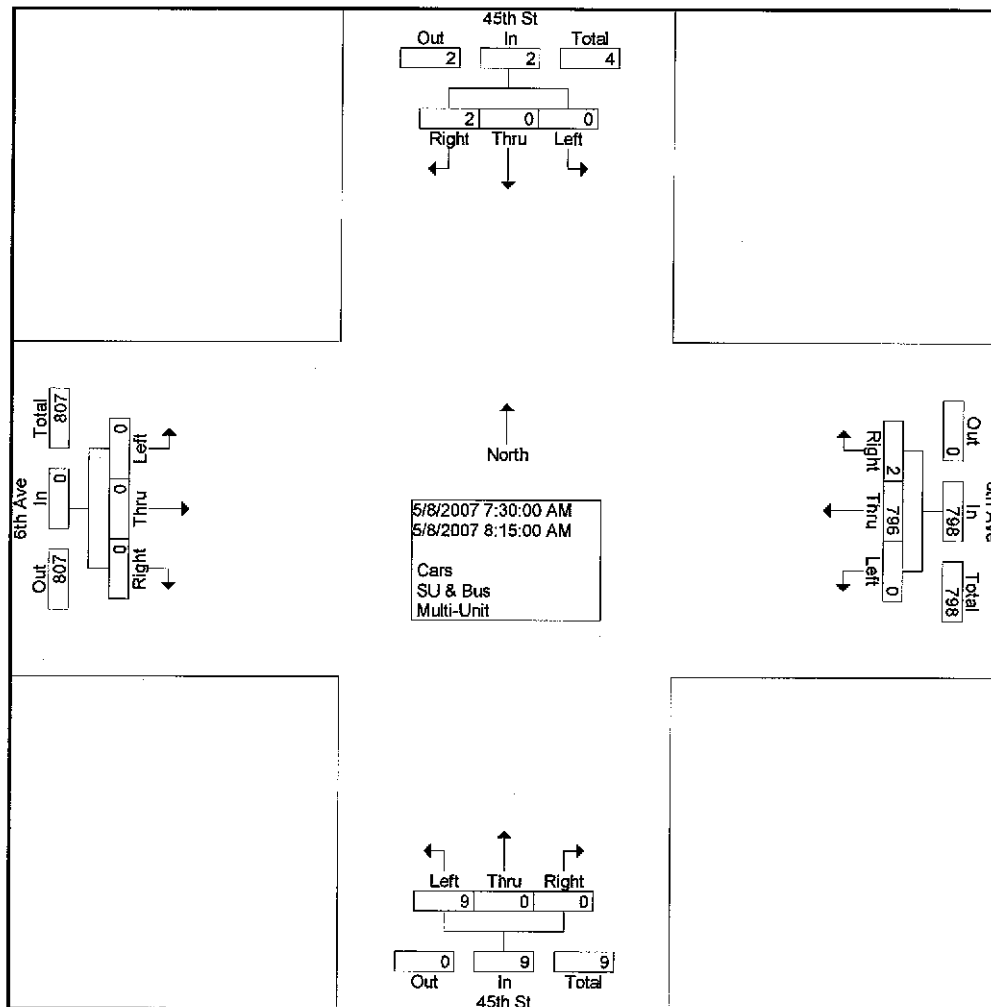 45th St
Out In Total
2 2 4
2 0 0
Right Thru Left
Total In Out
807 0 807
6th Ave
0 0 0
Left Thru Right
North
5/8/2007 7:30:00 AM
5/8/2007 8:15:00 AM
Cars
SU & Bus
Multi-Unit
Right Thru Left
2 796 0
Out In Total
0 798 798
Ave
Left Thru Right
9 0 0
0 9 9
Out In Total
45th St